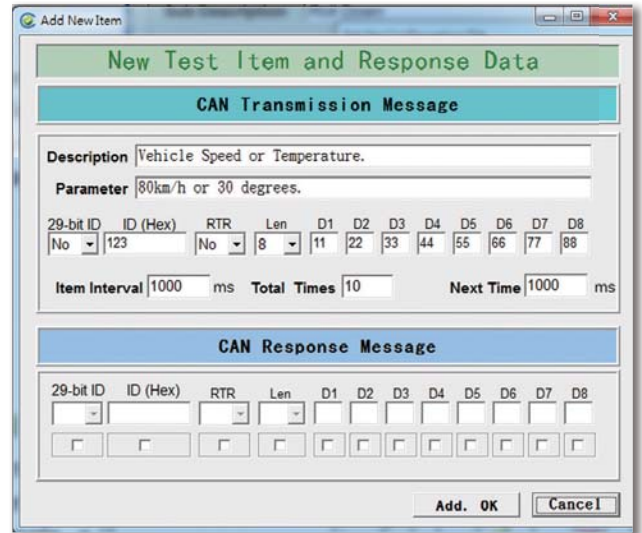 Add New Item
New Test Item and Response Data
CAN Transmission Message
Description Vehicle Speed or Temperature.
Parameter 80km/h or 30 degrees.
29-bit ID ID (Hex) RTR Len D1 D2 D3 D4 D5 D6 D7 D8
No 123 No 8 11 22 33 44 55 66 77 88
Item Interval 1000 ms Total Times 10 Next Time 1000 ms
CAN Response Message
29-bit ID ID (Hex) RTR Len D1 D2 D3 D4 D5 D6 D7 D8
Add. OK Cancel